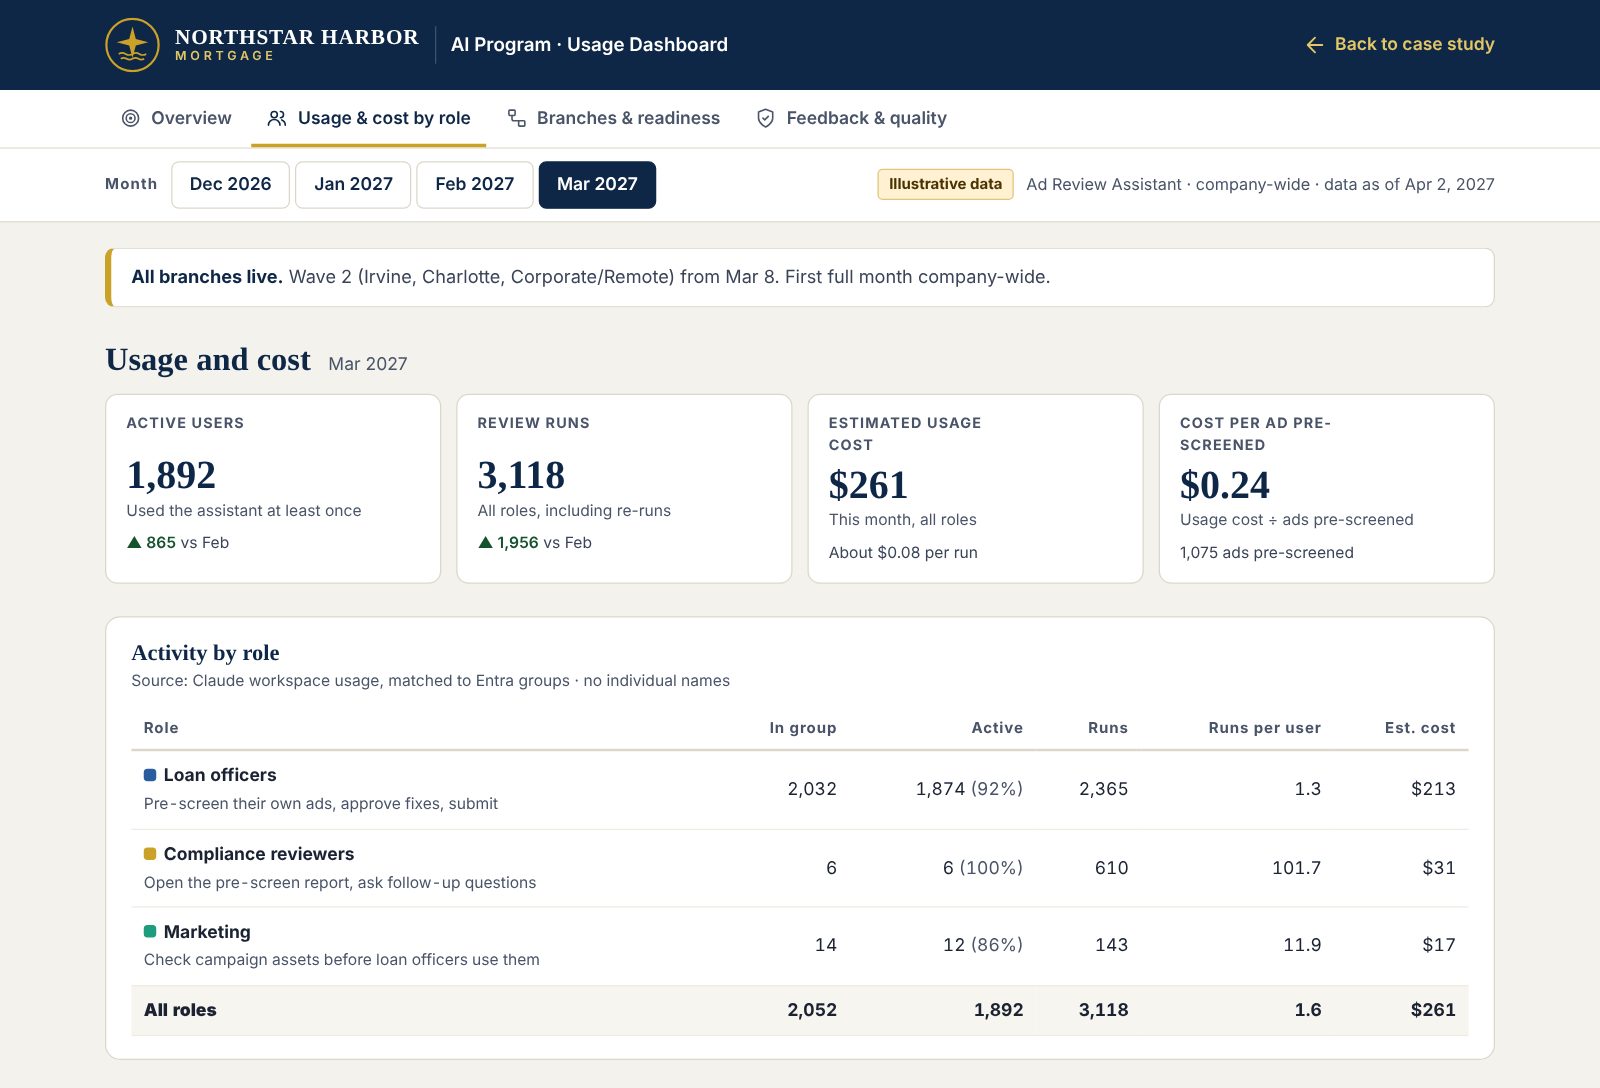 NORTHSTAR HARBOR
MORTGAGE
AI Program · Usage Dashboard
Back to case study
Overview
Usage & cost by role
Branches & readiness
Feedback & quality
Month
Dec 2026
Jan 2027
Feb 2027
Mar 2027
Illustrative data
Ad Review Assistant · company-wide · data as of Apr 2, 2027
All branches live. Wave 2 (Irvine, Charlotte, Corporate/Remote) from Mar 8. First full month company-wide.
Usage and cost Mar 2027
ACTIVE USERS
1,892
Used the assistant at least once
▲ 865 vs Feb
REVIEW RUNS
3,118
All roles, including re-runs
▲ 1,956 vs Feb
ESTIMATED USAGE
COST
$261
This month, all roles
About $0.08 per run
COST PER AD PRE-
SCREENED
$0.24
Usage cost ÷ ads pre-screened
1,075 ads pre-screened
Activity by role
Source: Claude workspace usage, matched to Entra groups · no individual names
Role In group Active Runs Runs per user Est. cost
Loan officers
Pre-screen their own ads, approve fixes, submit
2,032 1,874 (92%) 2,365 1.3 $213
Compliance reviewers
Open the pre-screen report, ask follow-up questions
6 6 (100%) 610 101.7 $31
Marketing
Check campaign assets before loan officers use them
14 12 (86%) 143 11.9 $17
All roles 2,052 1,892 3,118 1.6 $261